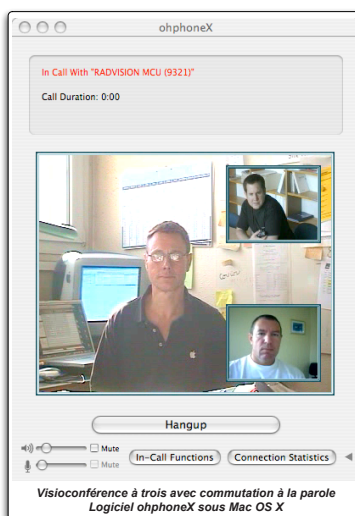 ohphoneX
In Call With "RADVISION MCU (9321)"
Call Duration: 0:00
Hangup
Mute
In-Call Functions
Connection Statistics
Mute
Visioconférence à trois avec commutation à la parole
Logiciel ohphoneX sous Mac OS X